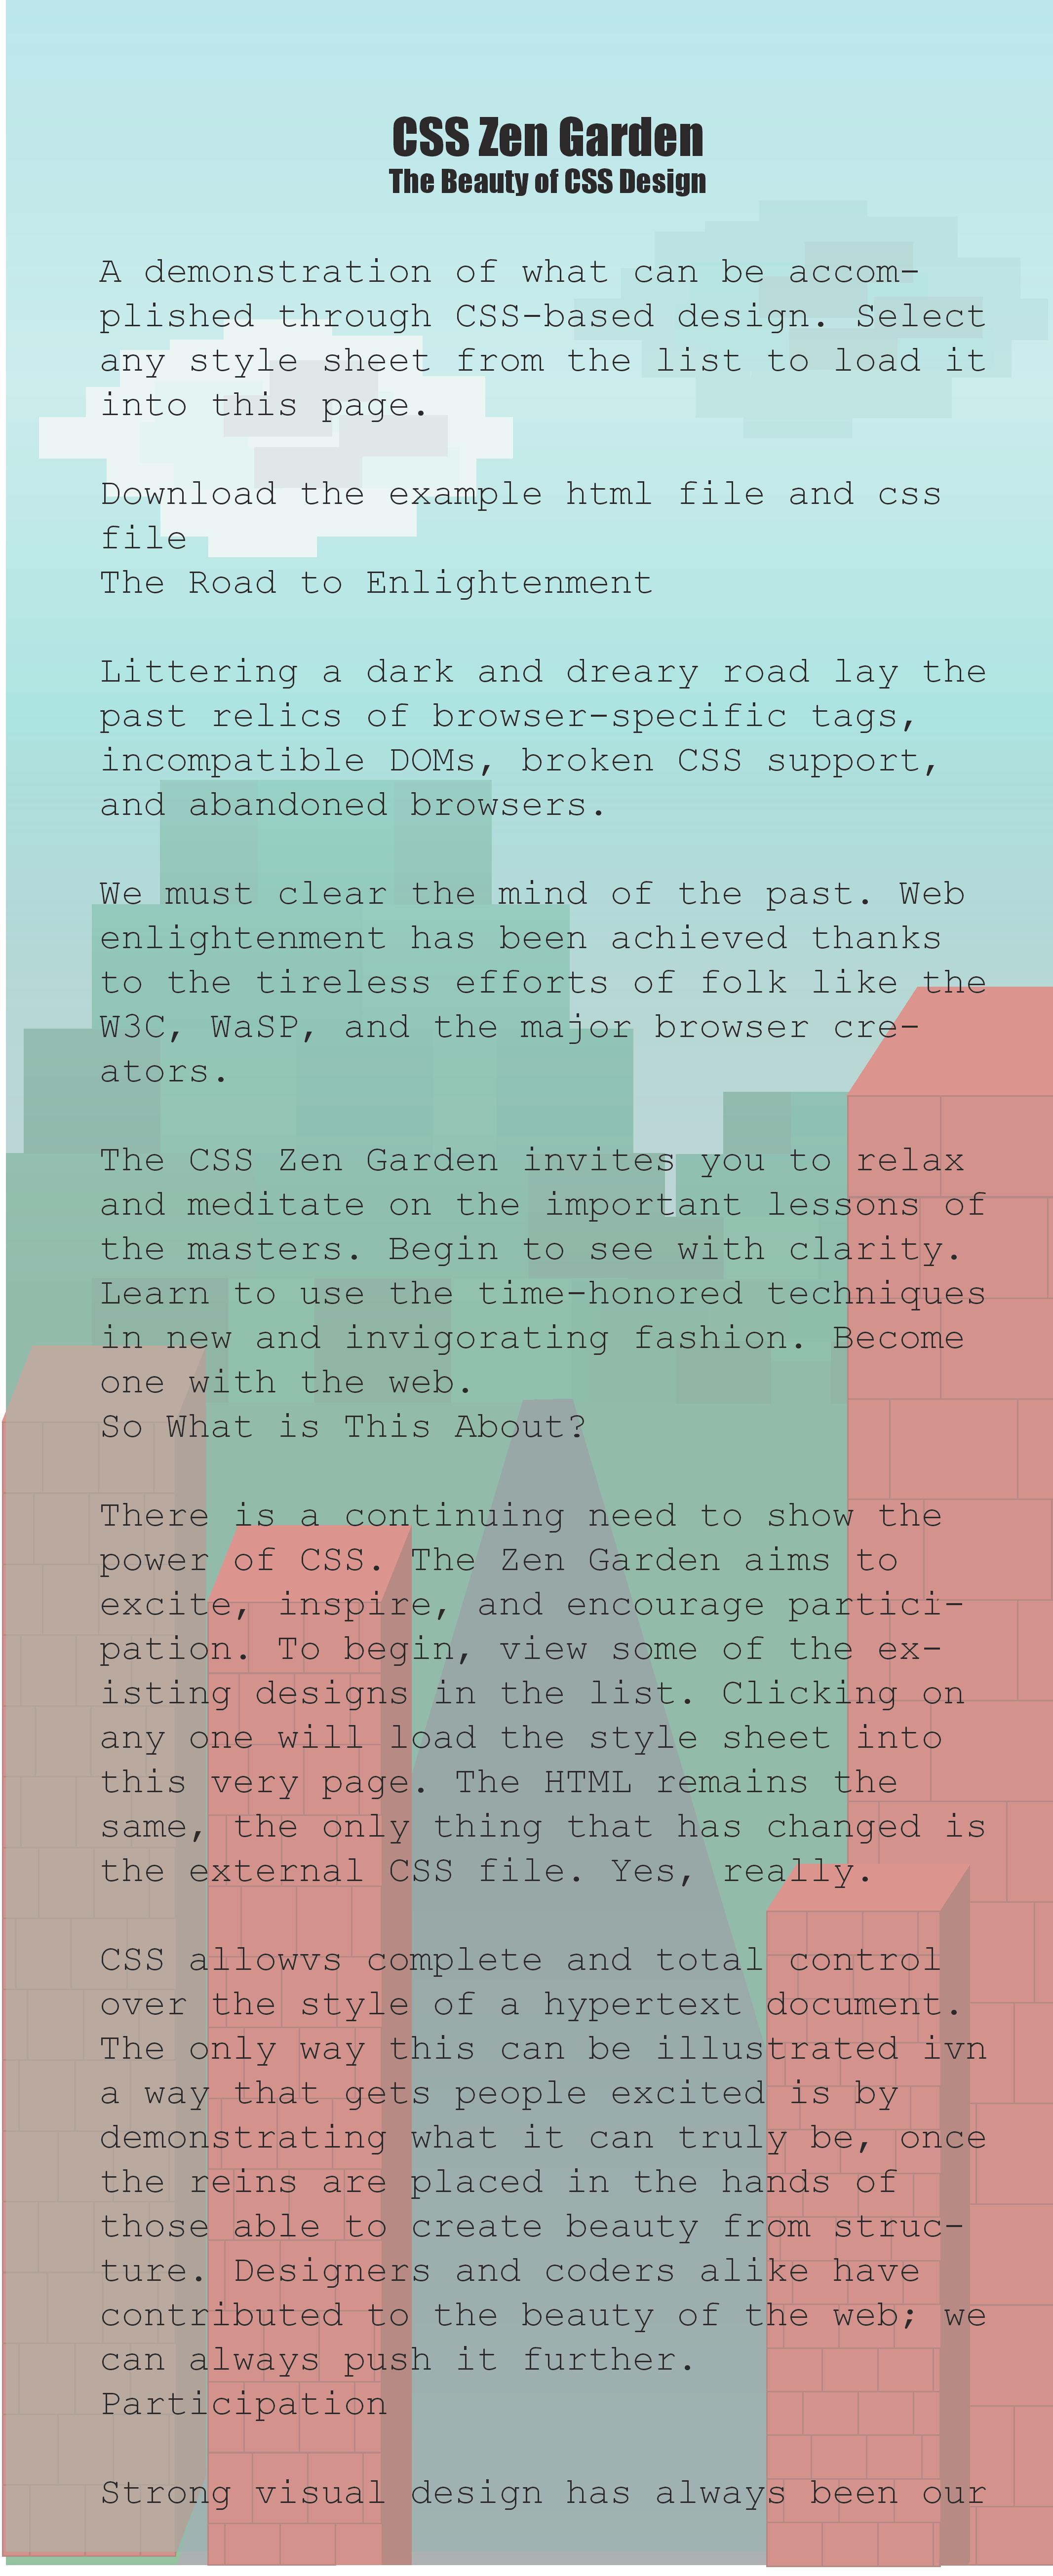 CSS Zen Garden
The Beauty of CSS Design
A demonstration of what can be accom-
plished through CSS-based design. Select
any style sheet from the list to load it
into this page.
Download the example html file and css
file
The Road to Enlightenment
Littering a dark and dreary road lay the
past relics of browser-specific tags,
incompatible DOMs, broken CSS support,
and abandoned browsers.
We must clear the mind of the past. Web
enlightenment has been achieved thanks
to the tireless efforts of folk like the
W3C, WaSP, and the major browser cre-
ators.
The CSS Zen Garden invites you to relax
and meditate on the important lessons of
the masters. Begin to see with clarity.
Learn to use the time-honored techniques
in new and invigorating fashion. Become
one with the web.
So What is This About?
There is a continuing need to show the
power of CSS. The Zen Garden aims to
excite, inspire, and encourage partici-
pation. To begin, view some of the ex-
isting designs in the list. Clicking on
any one will load the style sheet into
this very page. The HTML remains the
same, the only thing that has changed is
the external CSS file. Yes, really.
CSS allowvs complete and total control
over the style of a hypertext document.
The only way this can be illustrated ivn
a way that gets people excited is by
demonstrating what it can truly be, once
the reins are placed in the hands of
those able to create beauty from struc-
ture. Designers and coders alike have
contributed to the beauty of the web; we
can always push it further.
Participation
Strong visual design has always been our